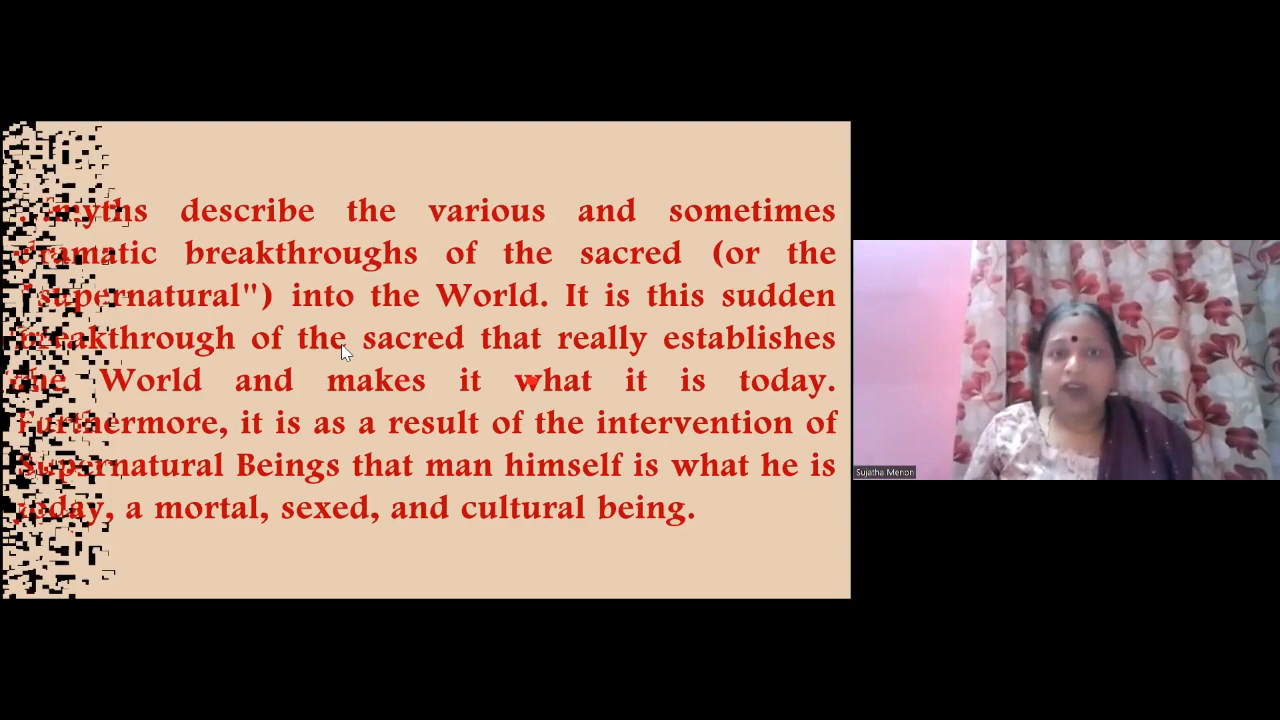 ...myths describe the various and sometimes
dramatic breakthroughs of the sacred (or the
"supernatural") into the World. It is this sudden
breakthrough of the sacred that really establishes
the World and makes it what it is today.
Furthermore, it is as a result of the intervention of
Supernatural Beings that man himself is what he is
today, a mortal, sexed, and cultural being.
Sujatha Menon